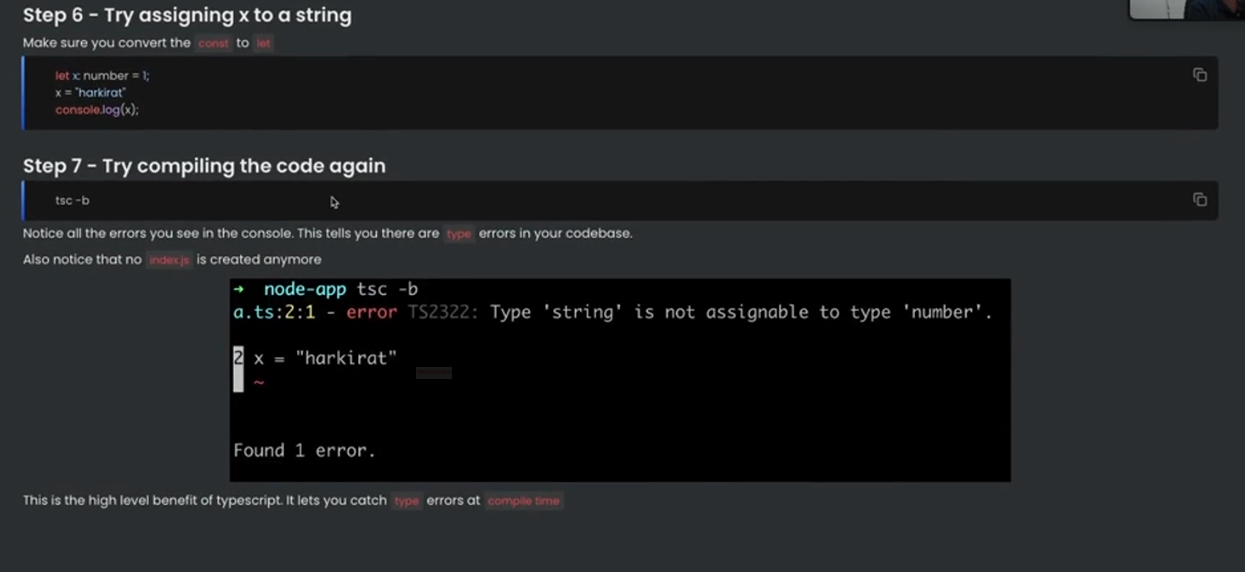 Step 6 - Try assigning x to a string
Make sure you convert the const to let
let x: number = 1;
x = "harkirat"
console.log(x);
Step 7 - Try compiling the code again
tsc -b
Notice all the errors you see in the console. This tells you there are type errors in your codebase.
Also notice that no index.js is created anymore
→ node-app tsc -b
a.ts:2:1 - error TS2322: Type 'string' is not assignable to type 'number'.
2 x = "harkirat"
~
Found 1 error.
This is the high level benefit of typescript. It lets you catch type errors at compile time